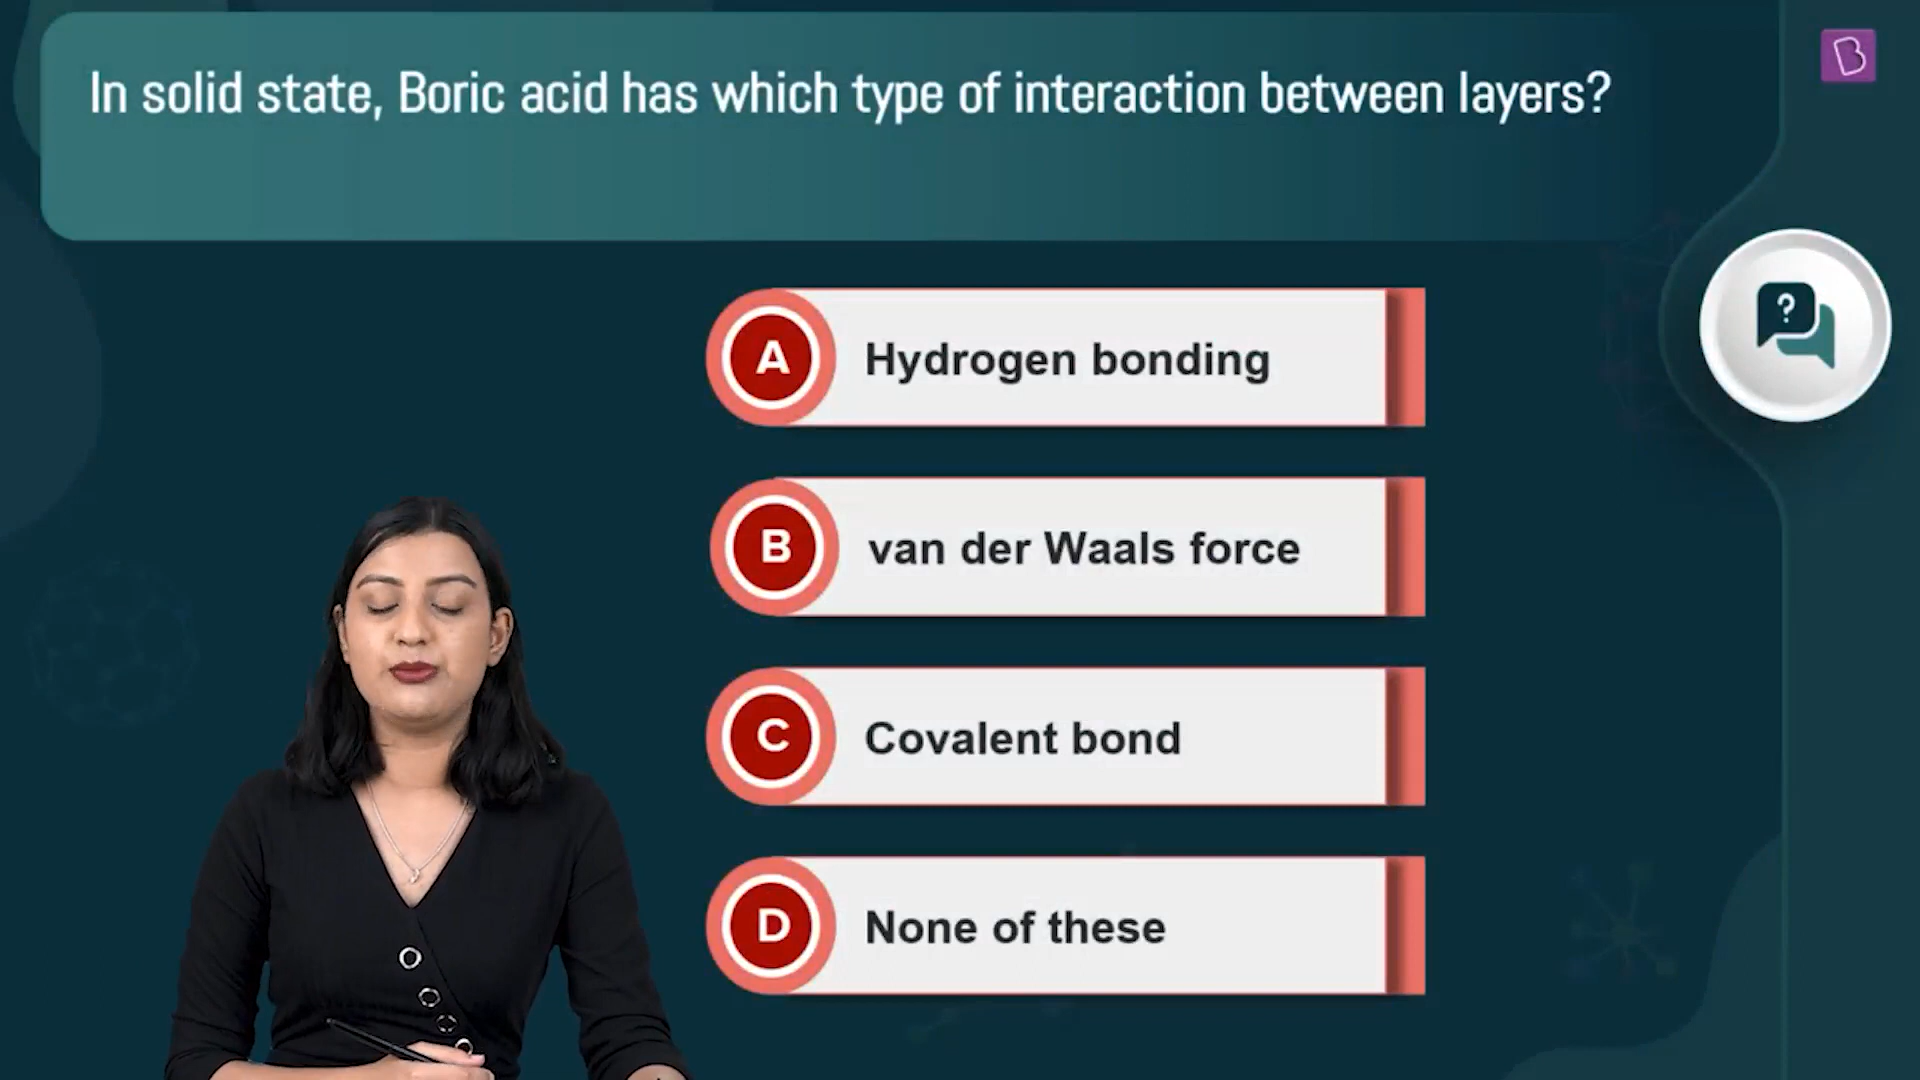 In solid state, Boric acid has which type of interaction between layers?
B
?
A Hydrogen bonding
B van der Waals force
C Covalent bond
D None of these